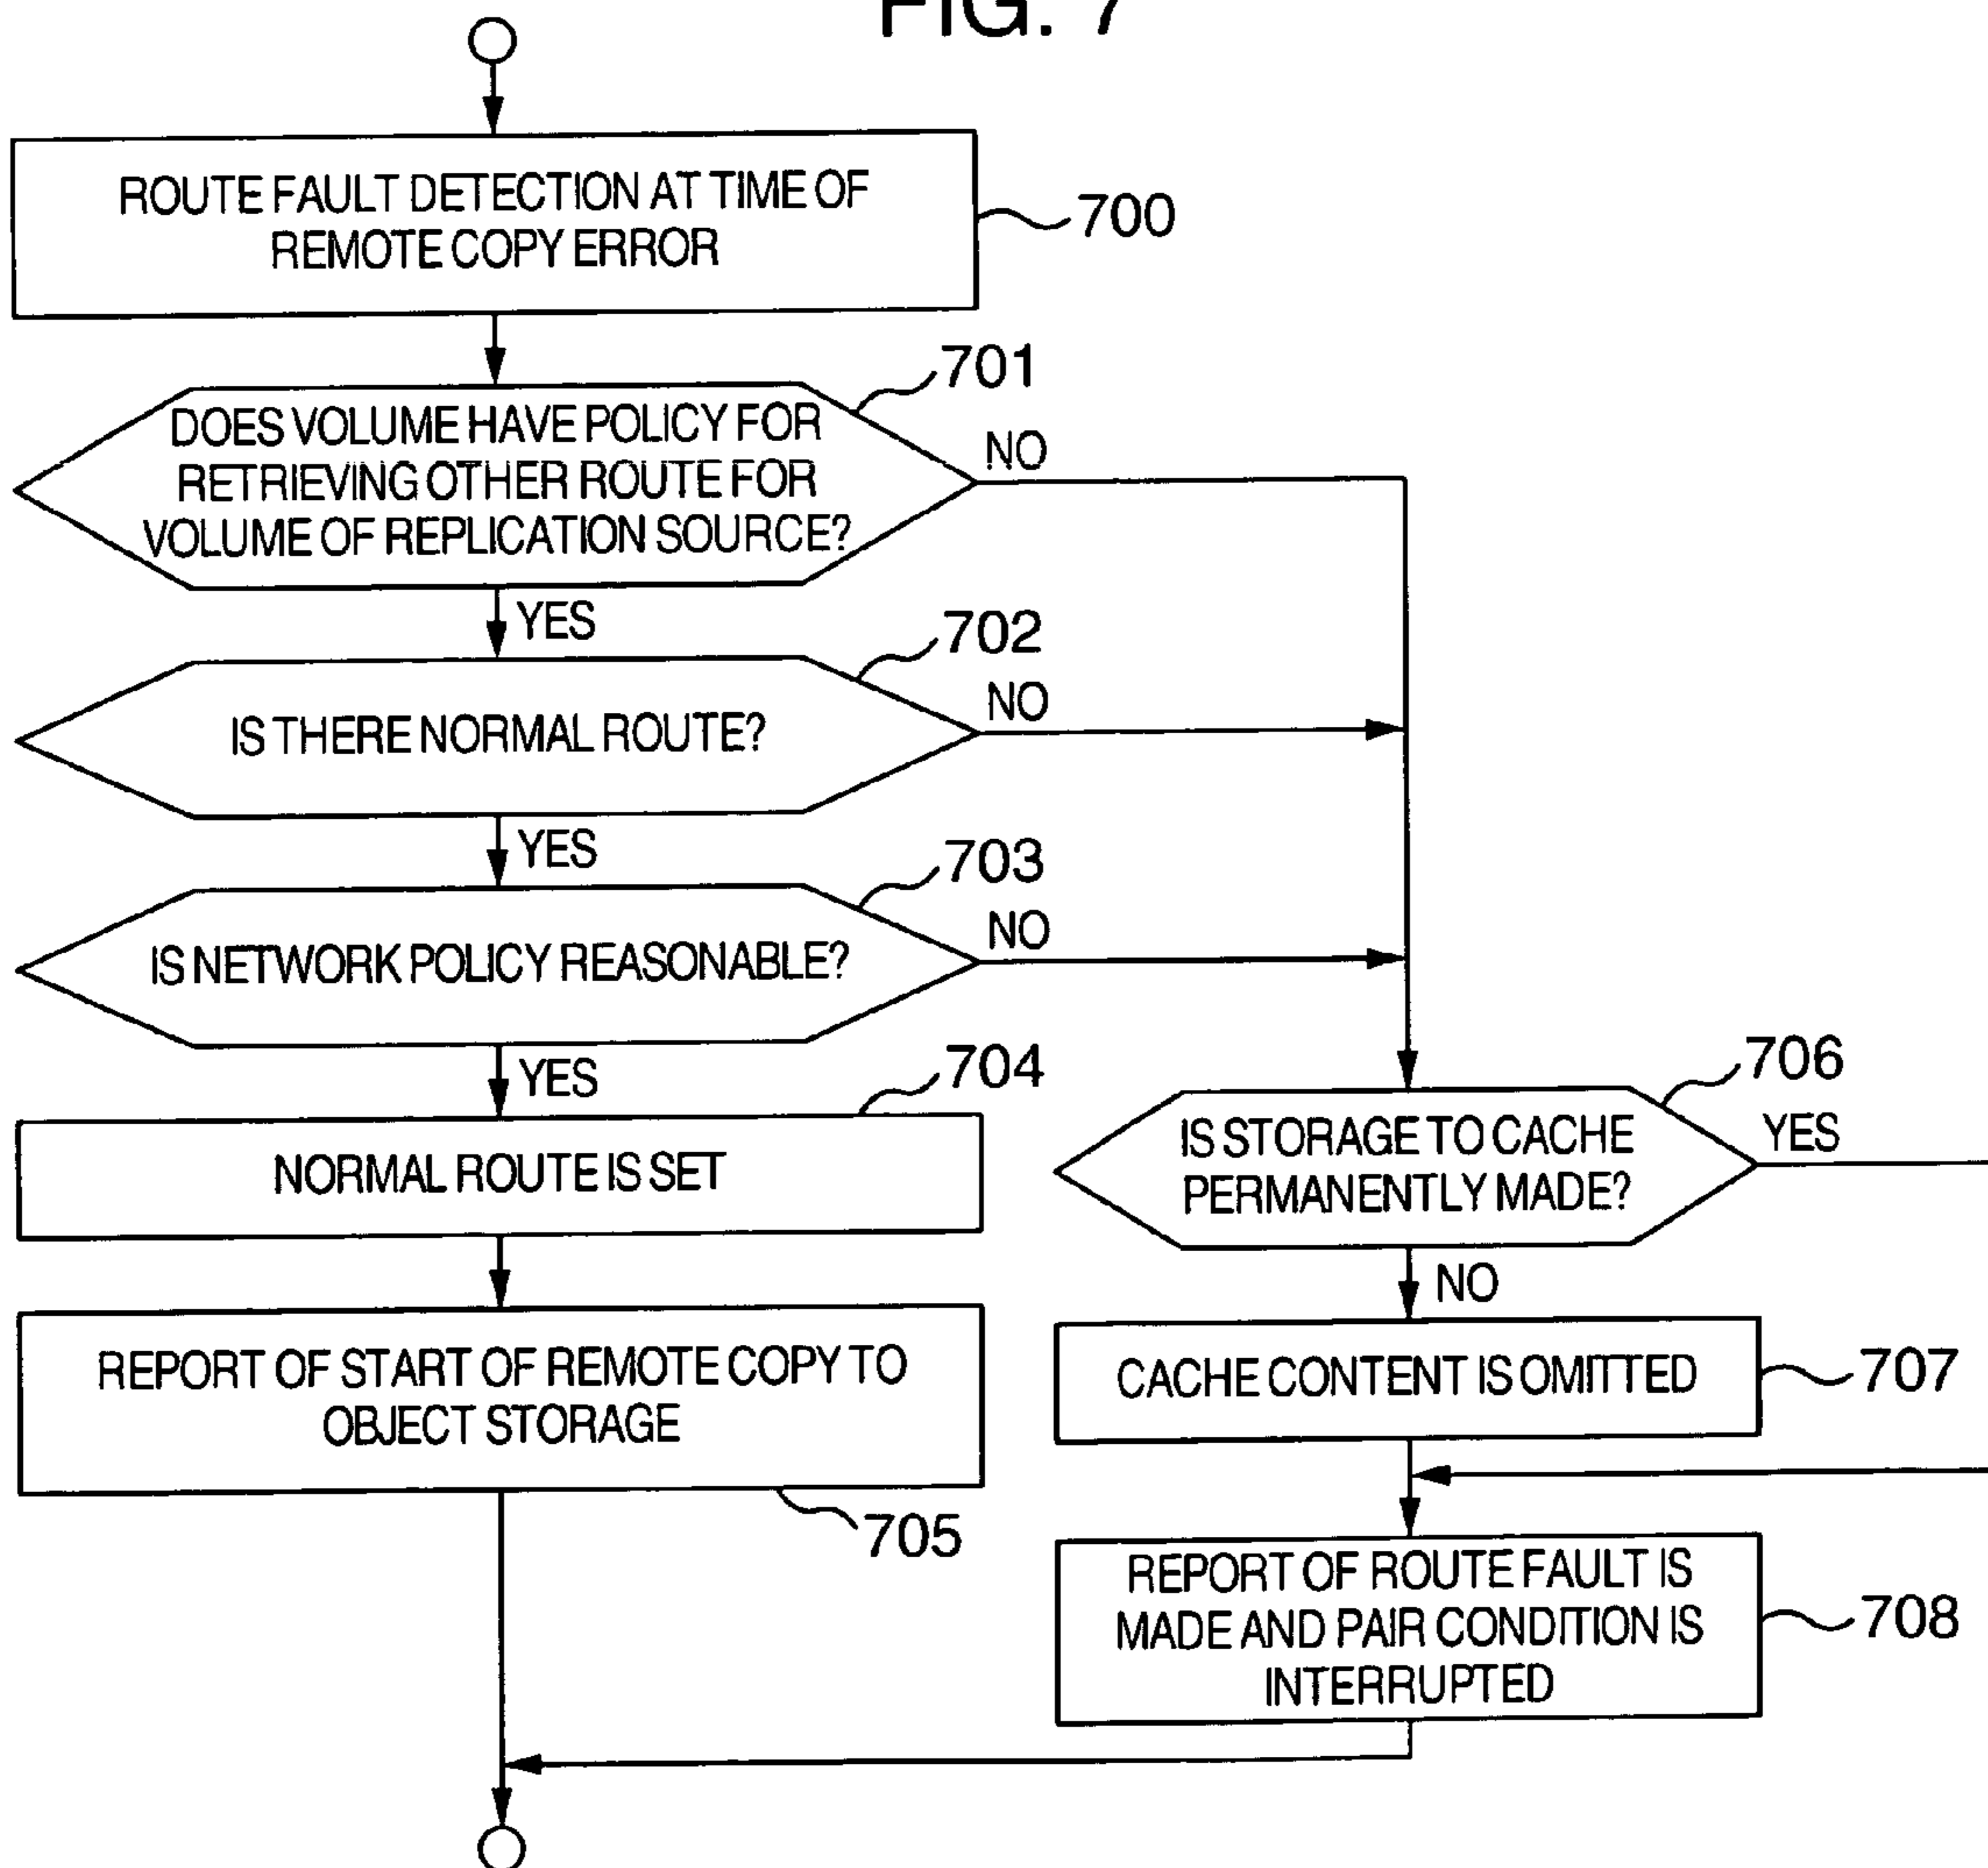 FIG. 7
ROUTE FAULT DETECTION AT TIME OF
REMOTE COPY ERROR
700
701
DOES VOLUME HAVE POLICY FOR
RETRIEVING OTHER ROUTE FOR
VOLUME OF REPLICATION SOURCE?
NO
YES
702
IS THERE NORMAL ROUTE?
NO
YES
703
IS NETWORK POLICY REASONABLE?
NO
YES
704
NORMAL ROUTE IS SET
REPORT OF START OF REMOTE COPY TO
OBJECT STORAGE
705
706
IS STORAGE TO CACHE
PERMANENTLY MADE?
YES
NO
CACHE CONTENT IS OMITTED
707
REPORT OF ROUTE FAULT IS
MADE AND PAIR CONDITION IS
INTERRUPTED
708